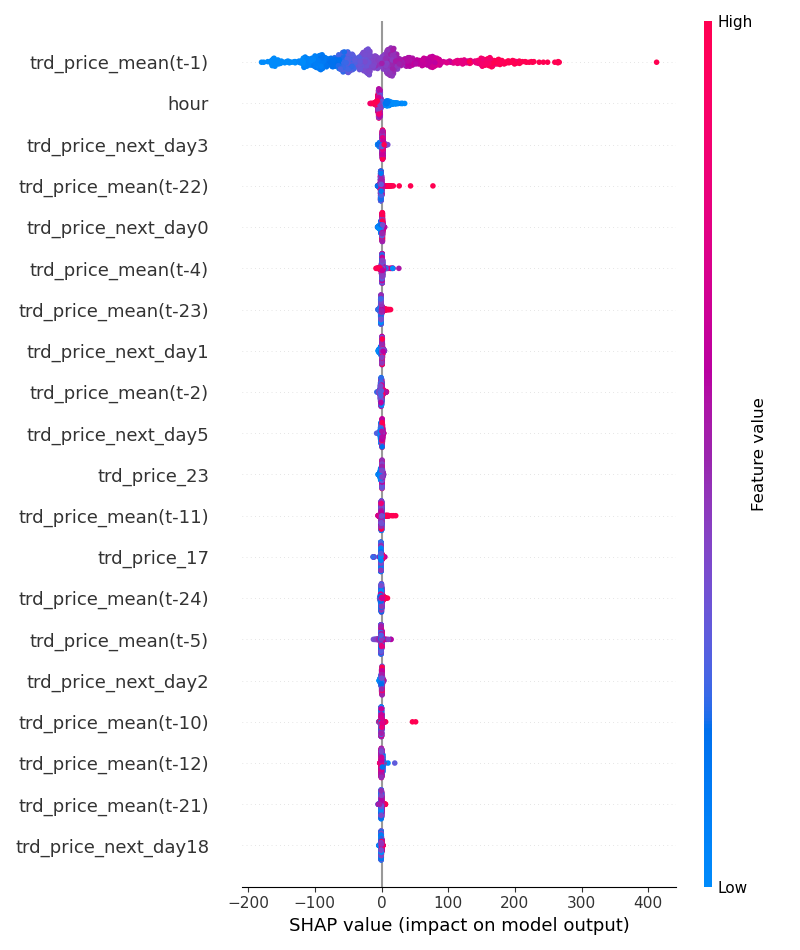 High
trd_price_mean(t-1)
hour
trd_price_next_day3
trd_price_mean(t-22)
trd_price_next_day0
trd_price_mean(t-4)
trd_price_mean(t-23)
trd_price_next_day1
trd_price_mean(t-2)
trd_price_next_day5
trd_price_23
trd_price_mean(t-11)
trd_price_17
trd_price_mean(t-24)
trd_price_mean(t-5)
trd_price_next_day2
trd_price_mean(t-10)
trd_price_mean(t-12)
trd_price_mean(t-21)
trd_price_next_day18
Feature value
Low
−200 −100 0 100 200 300 400
SHAP value (impact on model output)